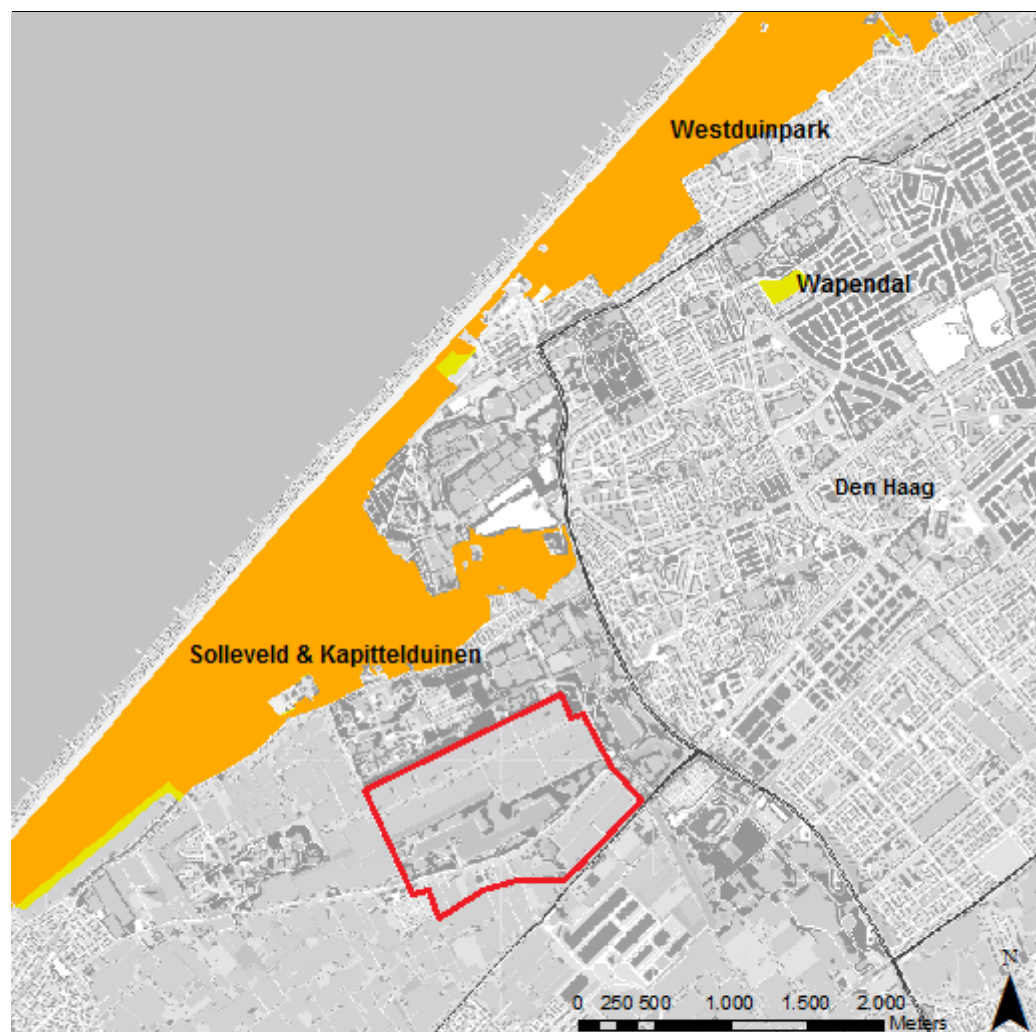 Westduinpark
Wapendal
Den Haag
Solleveld & Kapittelduinen
N
0 250 500 1.000 1.500 2.000
Meters